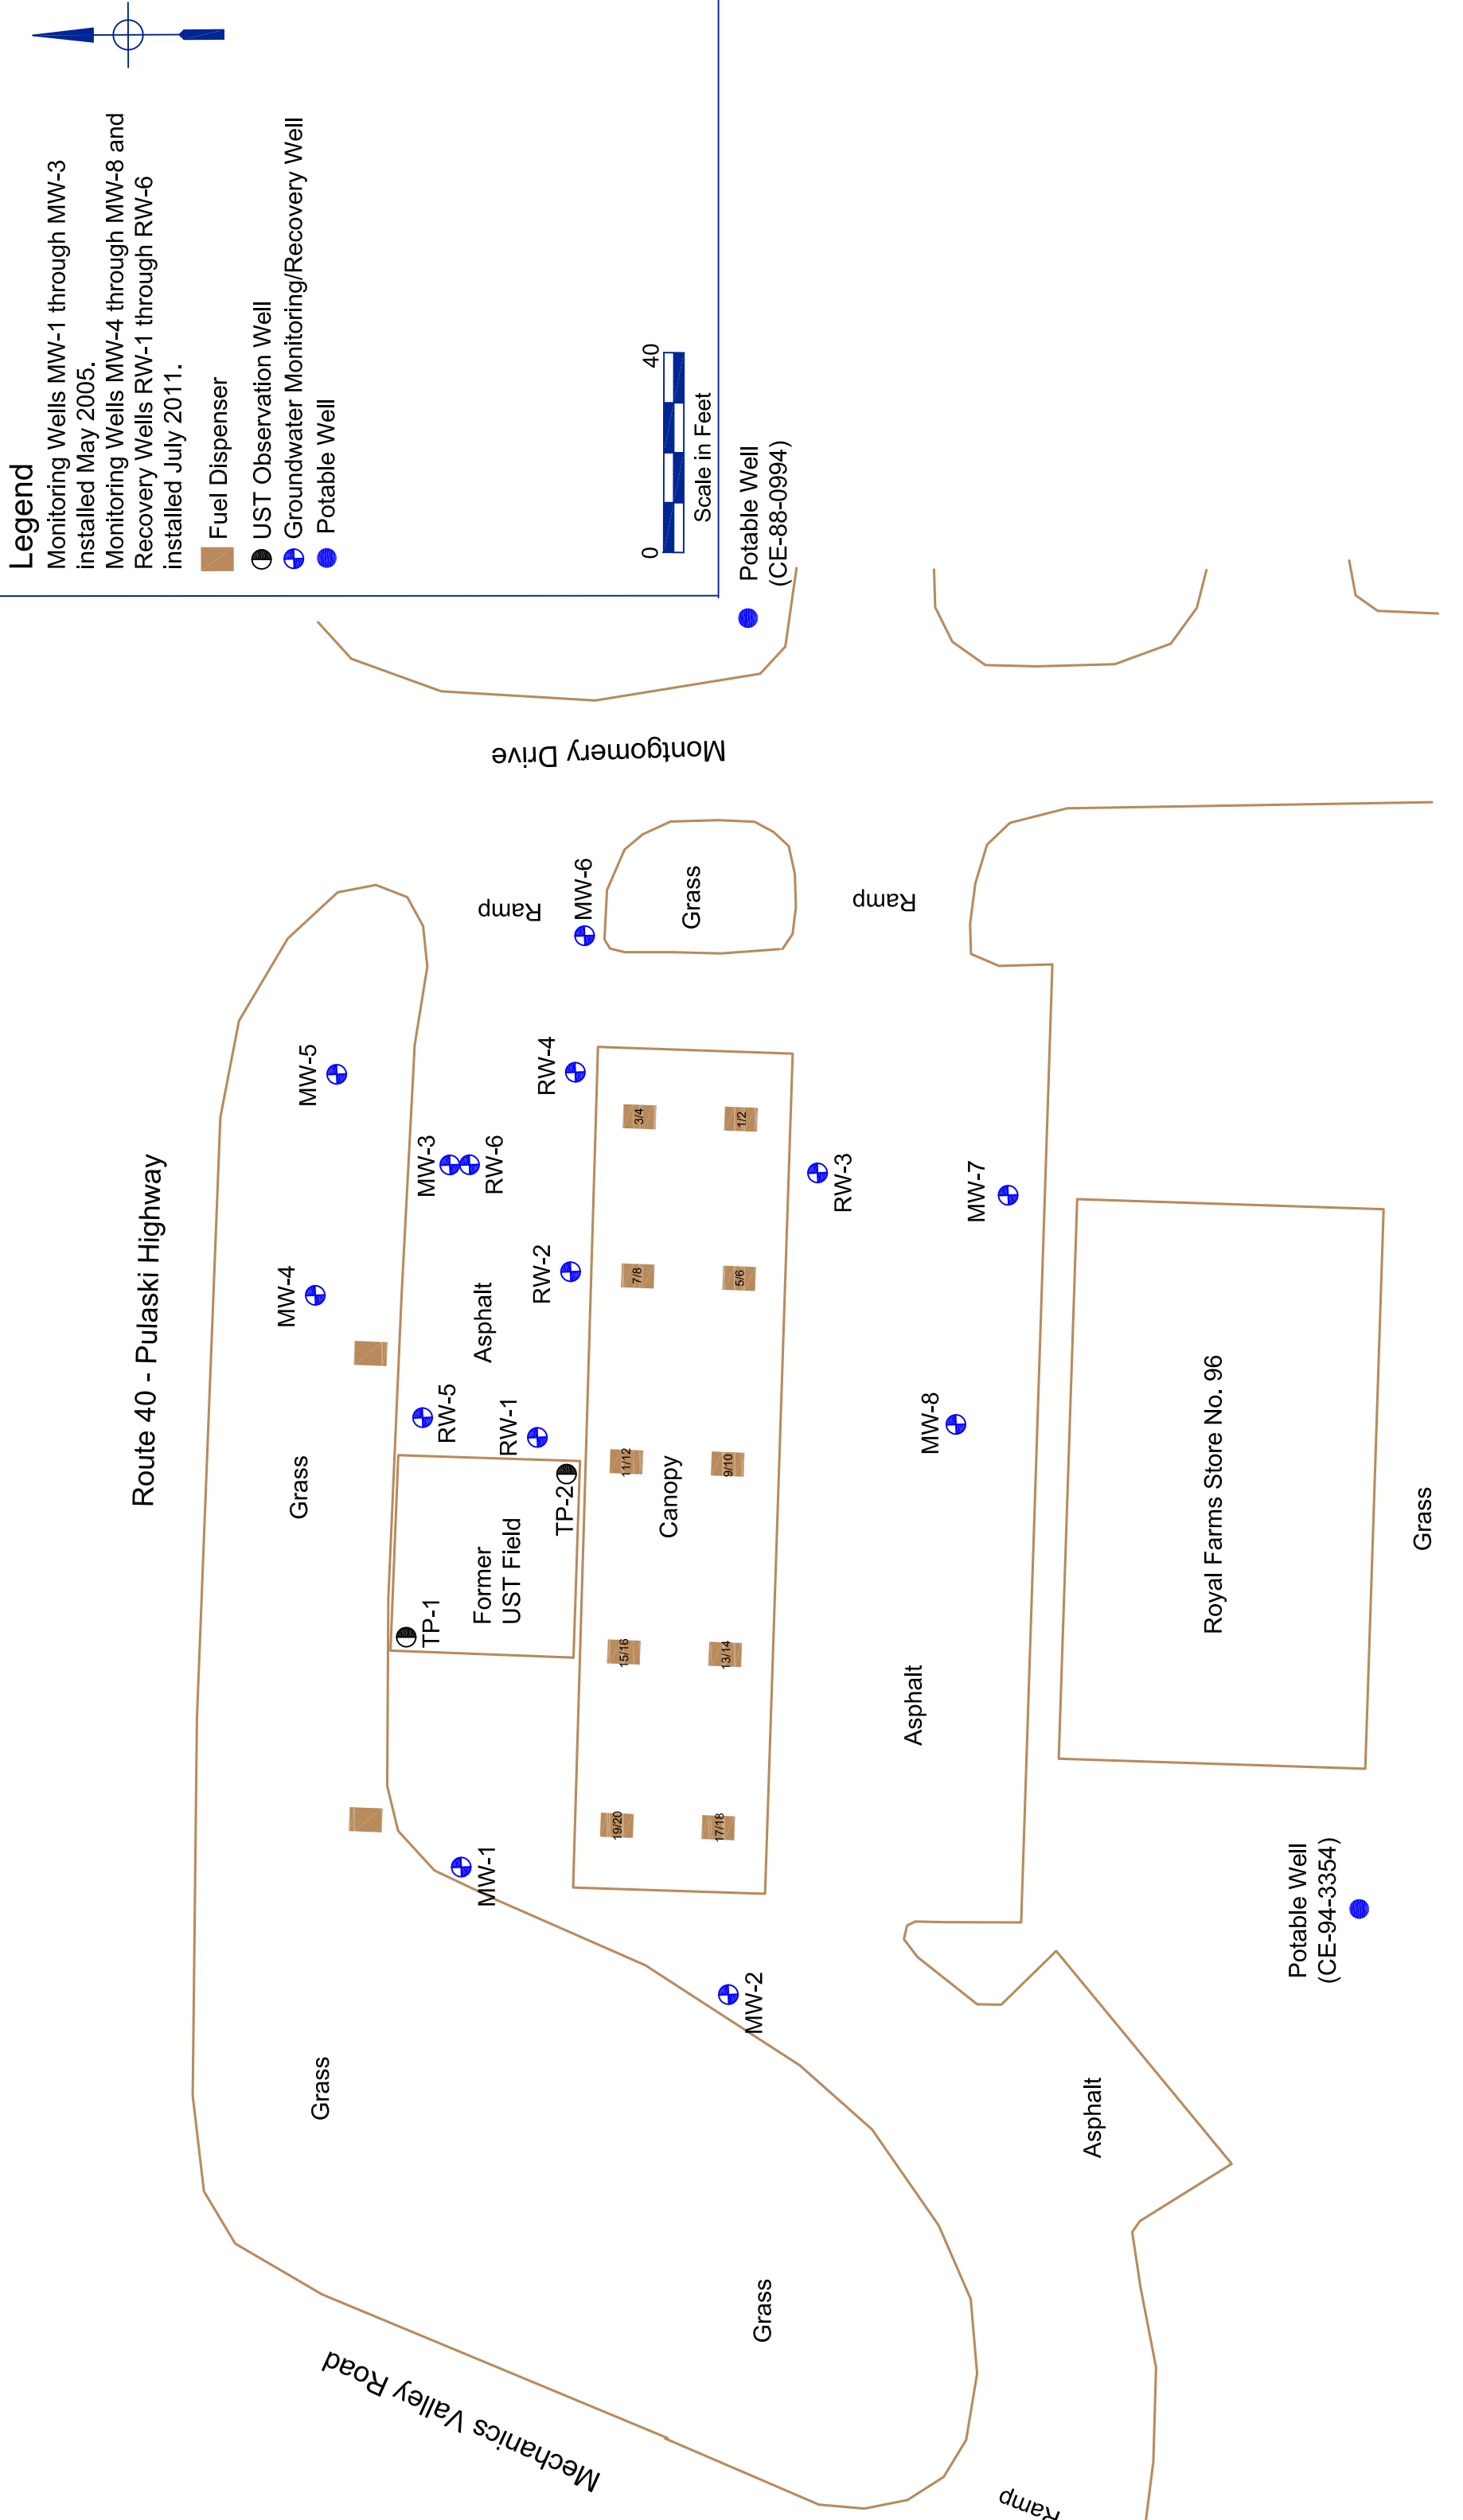 Legend
Monitoring Wells MW-1 through MW-3
installed May 2005.
Monitoring Wells MW-4 through MW-8 and
Recovery Wells RW-1 through RW-6
installed July 2011.
Fuel Dispenser
UST Observation Well
Groundwater Monitoring/Recovery Well
Potable Well
0
40
Scale in Feet
Potable Well
(CE-88-0994)
Montgomery Drive
Route 40 - Pulaski Highway
Mechanics Valley Road
Ramp
MW-6
Grass
Ramp
MW-5
RW-4
MW-3
RW-6
3/4
1/2
RW-3
MW-7
MW-4
RW-2
Asphalt
7/8
5/6
RW-5
RW-1
MW-8
Grass
TP-2
11/12
9/10
Canopy
Royal Farms Store No. 96
Grass
TP-1
Former
UST Field
15/16
13/14
Asphalt
MW-1
19/20
17/18
MW-2
Potable Well
(CE-94-3354)
Grass
Asphalt
Grass
Ramp